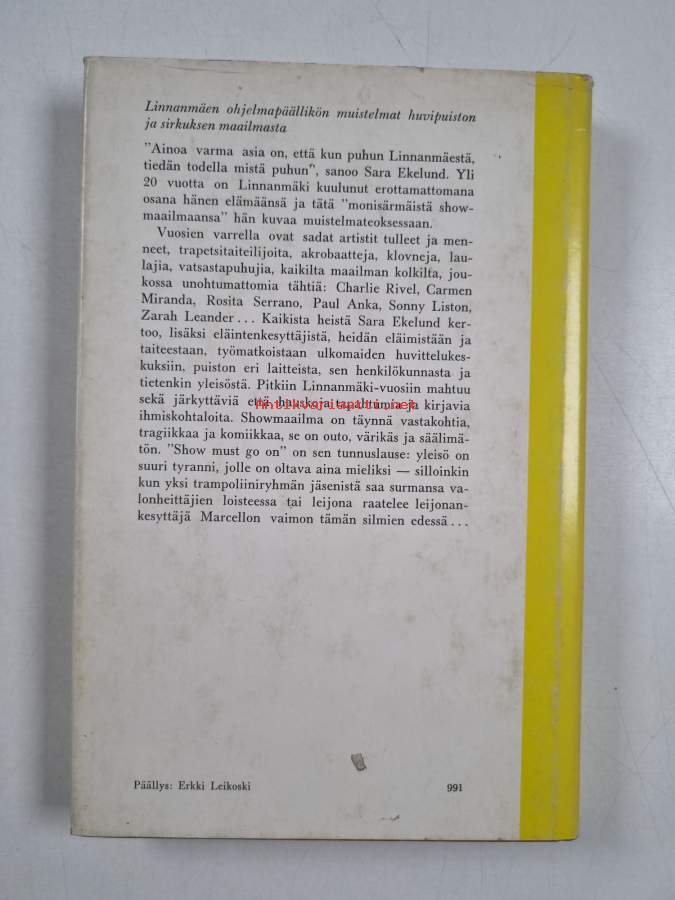 Linnanmäen ohjelmapäällikön muistelmat huvipuiston
ja sirkuksen maailmasta
"Ainoa varma asia on, että kun puhun Linnanmäestä,
tiedän todella mistä puhun", sanoo Sara Ekelund. Yli
20 vuotta on Linnanmäki kuulunut erottamattomana
osana hänen elämäänsä ja tätä "monisärmäistä show-
maailmaansa" hän kuvaa muistelmateoksessaan.
Vuosien varrella ovat sadat artistit tulleet ja men-
neet, trapetsitaiteilijoita, akrobaatteja, klovneja, lau-
lajia, vatsastapuhujia, kaikilta maailman kolkilta, jou-
kossa unohtumattomia tähtiä: Charlie Rivel, Carmen
Miranda, Rosita Serrano, Paul Anka, Sonny Liston,
Zarah Leander... Kaikista heistä Sara Ekelund ker-
too, lisäksi eläintenkesyttäjistä, heidän eläimistään ja
taiteestaan, työmatkoistaan ulkomaiden huvittelukes-
kuksiin, puiston eri laitteista, sen henkilökunnasta ja
tietenkin yleisöstä. Pitkiin Linnanmäki-vuosiin mahtuu
sekä järkyttäviä että hauskoja tapahtumia ja kirjavia
Antikvariaatti.net
ihmiskohtaloita. Showmaailma on täynnä vastakohtia,
tragiikkaa ja komiikkaa, se on outo, värikäs ja säälimä-
tön. "Show must go on" on sen tunnuslause: yleisö on
suuri tyranni, jolle on oltava aina mieliksi — silloinkin
kun yksi trampoliiniryhmän jäsenistä saa surmansa va-
lonheittäjien loisteessa tai leijona raatelee leijonan-
kesyttäjä Marcellon vaimon tämän silmien edessä...
Päällys: Erkki Leikoski
991